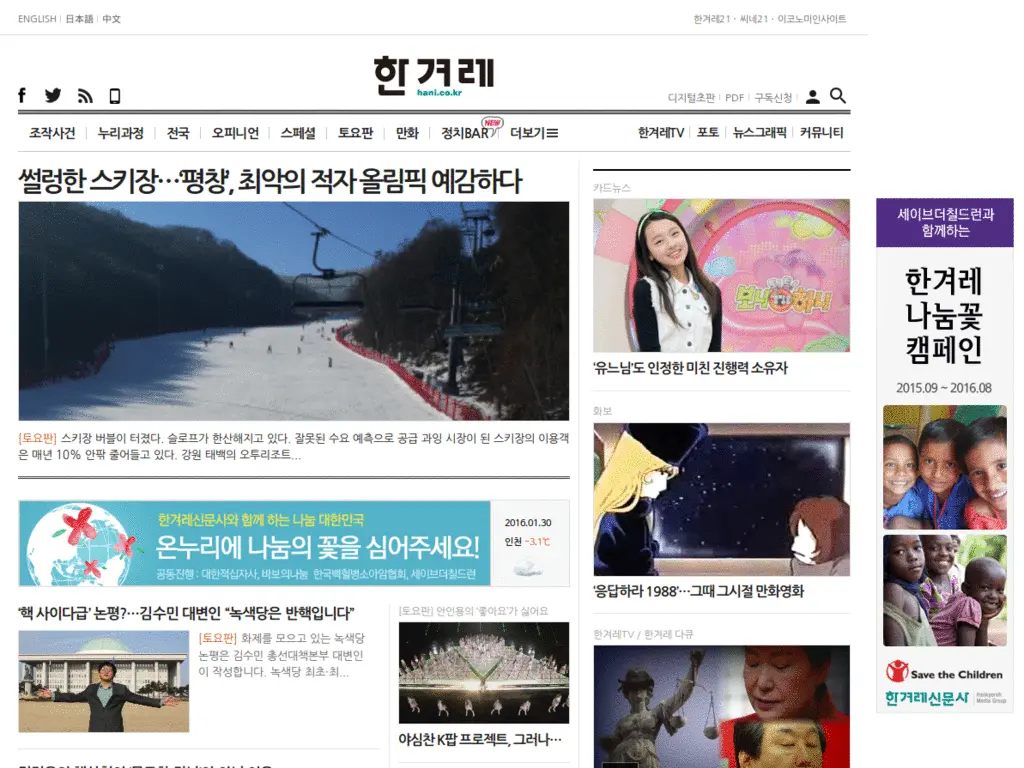 ENGLISH 日本語 中文
한겨레21 · 씨네21 · 이코노미인사이트
한겨레
hani.co.kr
디지털초판 PDF 구독신청
조작사건 누리과정 전국 오피니언 스페셜 토요판 만화 정치BAR NEW 더보기
한겨레TV 포토 뉴스그래픽 커뮤니티
썰렁한 스키장…‘평창’, 최악의 적자 올림픽 예감하다
[토요판] 스키장 버블이 터졌다. 슬로프가 한산해지고 있다. 잘못된 수요 예측으로 공급 과잉 시장이 된 스키장의 이용객
은 매년 10% 안팎 줄어들고 있다. 강원 태백의 오투리조트...
한겨레신문사와 함께 하는 나눔 대한민국
온누리에 나눔의 꽃을 심어주세요!
공동진행 : 대한적십자사, 바보의나눔 한국백혈병소아암협회, 세이브더칠드런
2016.01.30
인천 -3.1℃
‘핵 사이다급’ 논평?…김수민 대변인 “녹색당은 반핵입니다”
[토요판] 화제를 모으고 있는 녹색당
논평은 김수민 총선대책본부 대변인
이 작성합니다. 녹색당 최초·최...
[토요판] 안인용의 ‘좋아요’가 싫어요
야심찬 K팝 프로젝트, 그러나…
카드뉴스
보니하니
‘유느님’도 인정한 미친 진행력 소유자
화보
‘응답하라 1988’…그때 그시절 만화영화
한겨레TV / 한겨레 다큐
세이브더칠드런과
함께하는
한겨레
나눔꽃
캠페인
2015.09 ~ 2016.08
Save the Children
한겨레신문사
Hankyoreh
Media Group